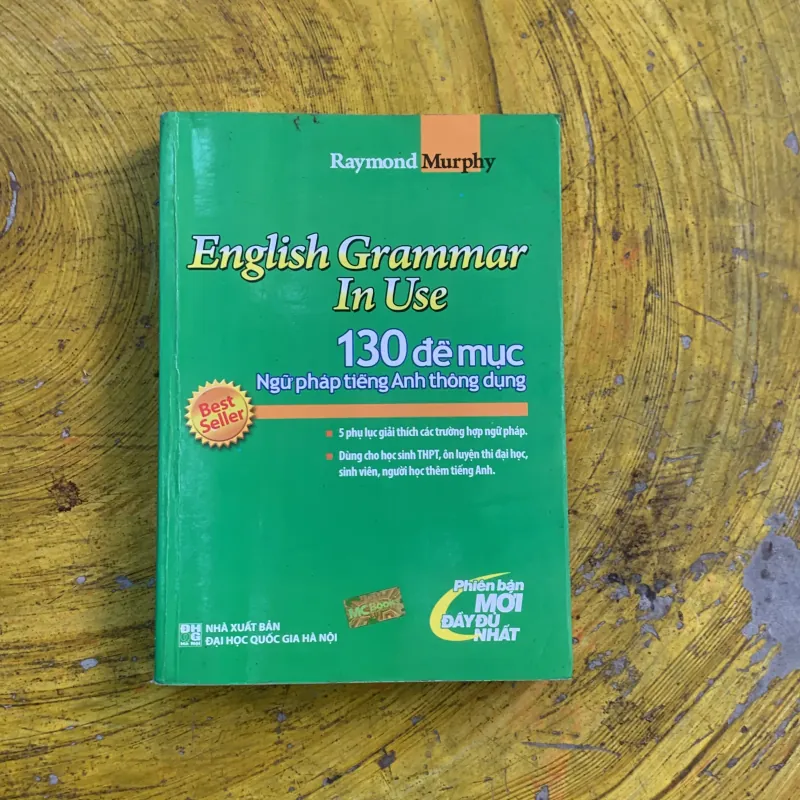 Raymond Murphy
English Grammar
In Use
130 đề mục
Ngữ pháp tiếng Anh thông dụng
Best
Seller
5 phụ lục giải thích các trường hợp ngữ pháp.
Dùng cho học sinh THPT, ôn luyện thi đại học,
sinh viên, người học thêm tiếng Anh.
MCBook
Phiên bản
MỚI
ĐẦY ĐỦ
NHẤT
NHÀ XUẤT BẢN
ĐẠI HỌC QUỐC GIA HÀ NỘI